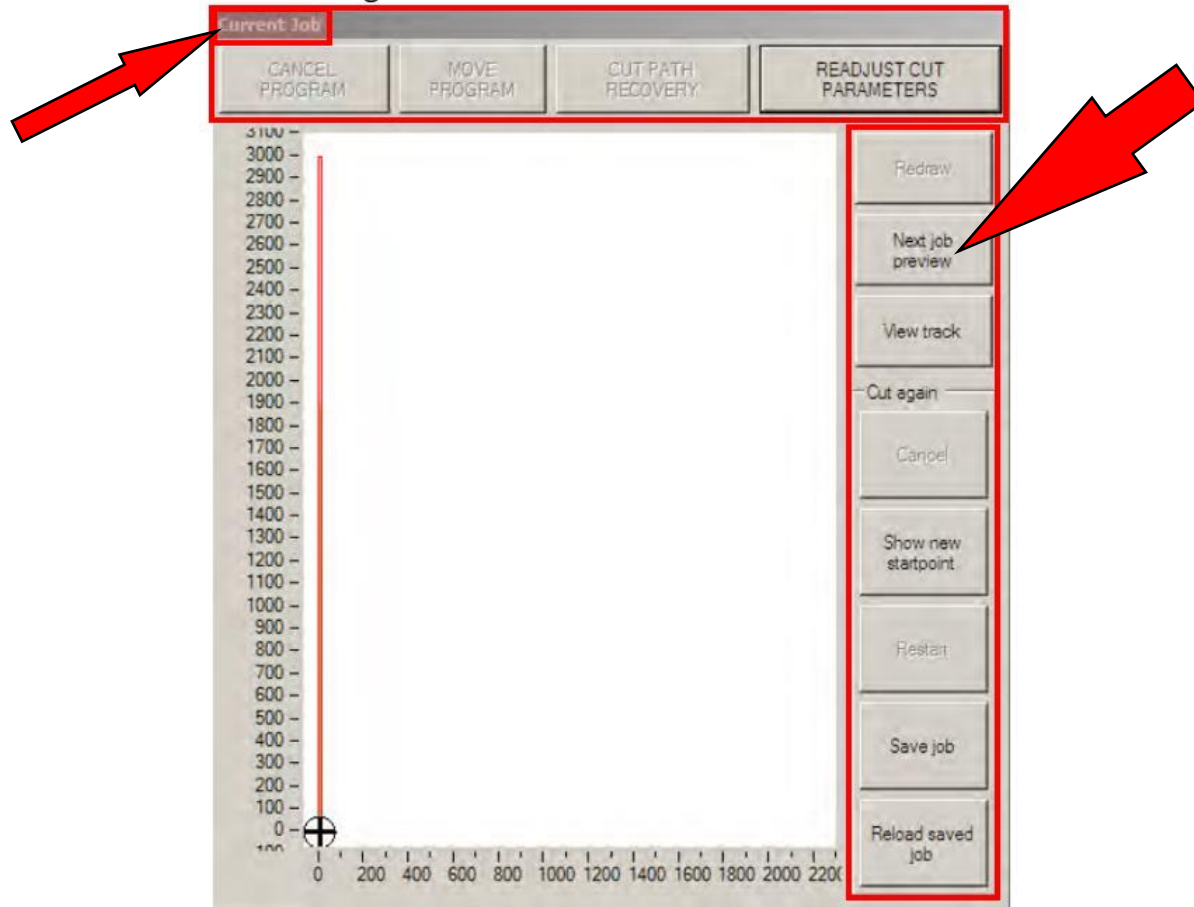 Current Job
CANCEL
PROGRAM
MOVE
PROGRAM
CUT PATH
RECOVERY
READJUST CUT
PARAMETERS
3100
3000
2900
2800
2700
2600
2500
2400
2300
2200
2100
2000
1900
1800
1700
1600
1500
1400
1300
1200
1100
1000
900
800
700
600
500
400
300
200
100
0
0 200 400 600 800 1000 1200 1400 1600 1800 2000 2200
Redraw
Next job
preview
View track
Cut again
Cancel
Show new
startpoint
Restart
Save job
Reload saved
job